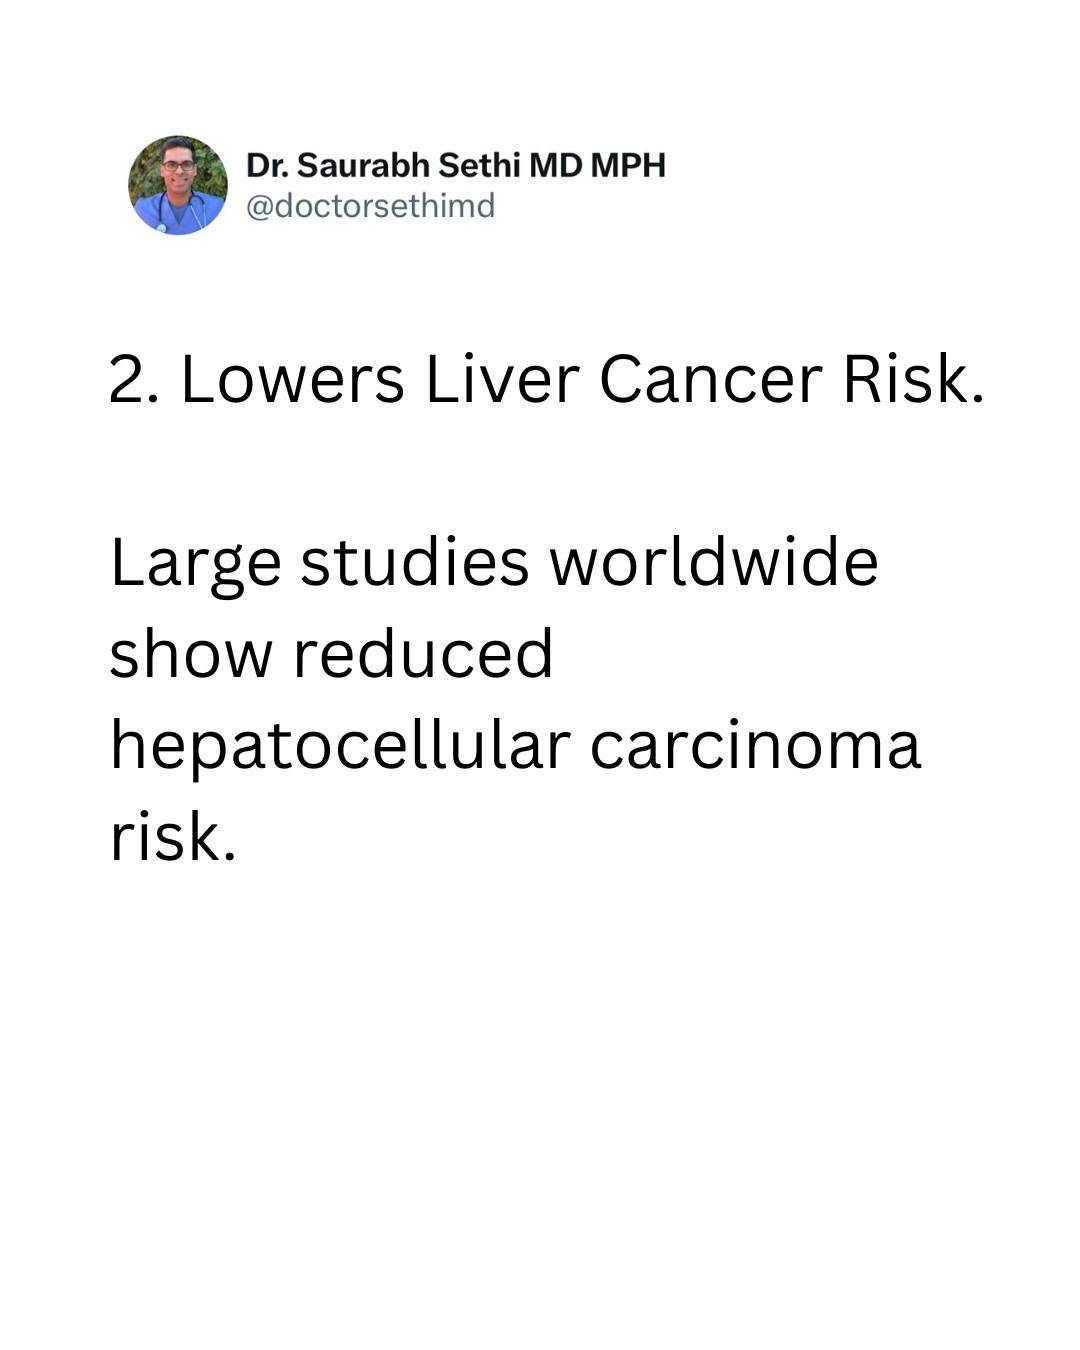 Dr. Saurabh Sethi MD MPH
@doctorsethimd
2. Lowers Liver Cancer Risk.
Large studies worldwide
show reduced
hepatocellular carcinoma
risk.